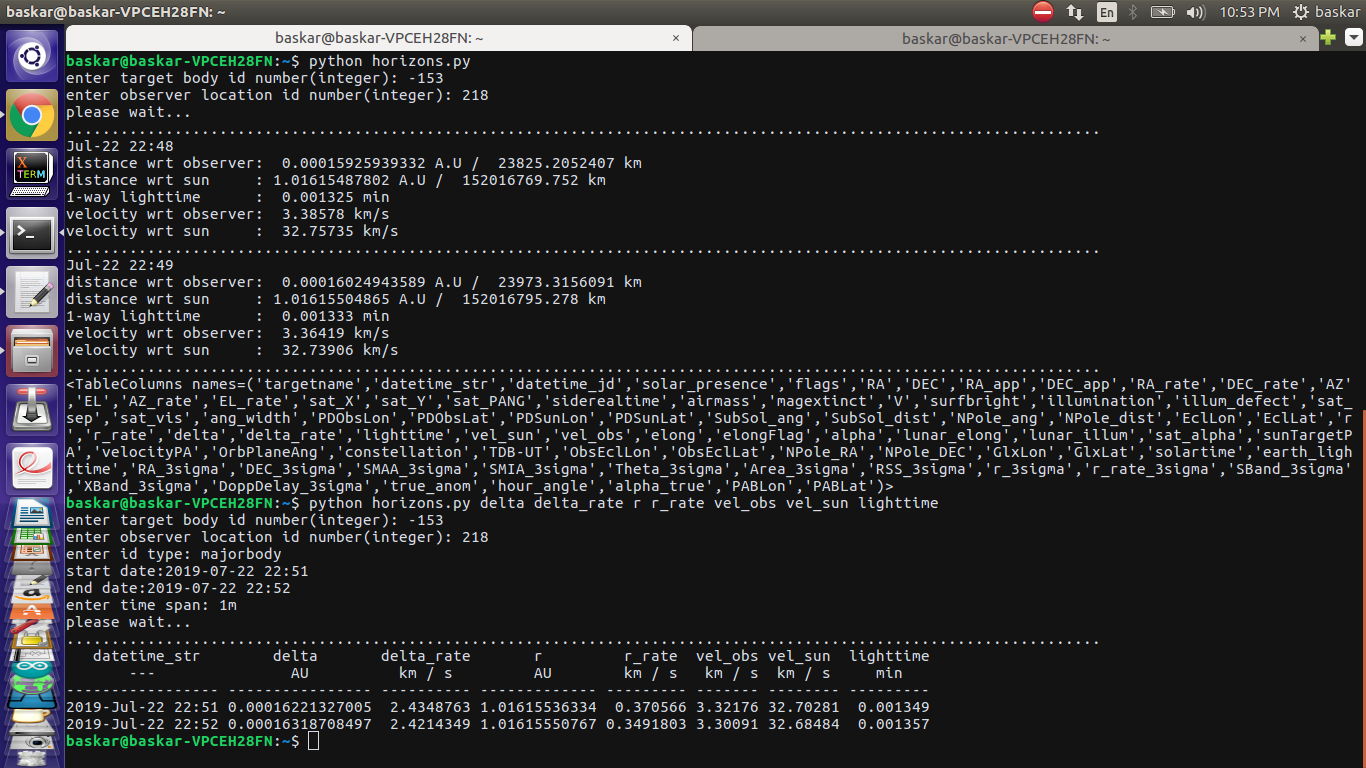 baskar@baskar-VPCEH28FN: ~
En
10:53 PM
baskar
baskar@baskar-VPCEH28FN: ~ ×
baskar@baskar-VPCEH28FN: ~ ×
baskar@baskar-VPCEH28FN:~$ python horizons.py
enter target body id number(integer): -153
enter observer location id number(integer): 218
please wait...
...................................................................................................................
Jul-22 22:48
distance wrt observer:  0.00015925939332 A.U /  23825.2052407 km
distance wrt sun     : 1.01615487802 A.U /  152016769.752 km
1-way lighttime      :  0.001325 min
velocity wrt observer:  3.38578 km/s
velocity wrt sun     :  32.75735 km/s
...................................................................................................................
Jul-22 22:49
distance wrt observer:  0.00016024943589 A.U /  23973.3156091 km
distance wrt sun     : 1.01615504865 A.U /  152016795.278 km
1-way lighttime      :  0.001333 min
velocity wrt observer:  3.36419 km/s
velocity wrt sun     :  32.73906 km/s
...................................................................................................................
<TableColumns names=('targetname','datetime_str','datetime_jd','solar_presence','flags','RA','DEC','RA_app','DEC_app','RA_rate','DEC_rate','AZ'
,'EL','AZ_rate','EL_rate','sat_X','sat_Y','sat_PANG','siderealtime','airmass','magextinct','V','surfbright','illumination','illum_defect','sat_
sep','sat_vis','ang_width','PDObsLon','PDObsLat','PDSunLon','PDSunLat','SubSol_ang','SubSol_dist','NPole_ang','NPole_dist','EclLon','EclLat','r
','r_rate','delta','delta_rate','lighttime','vel_sun','vel_obs','elong','elongFlag','alpha','lunar_elong','lunar_illum','sat_alpha','sunTargetP
A','velocityPA','OrbPlaneAng','constellation','TDB-UT','ObsEclLon','ObsEclLat','NPole_RA','NPole_DEC','GlxLon','GlxLat','solartime','earth_ligh
ttime','RA_3sigma','DEC_3sigma','SMAA_3sigma','SMIA_3sigma','Theta_3sigma','Area_3sigma','RSS_3sigma','r_3sigma','r_rate_3sigma','SBand_3sigma'
,'XBand_3sigma','DoppDelay_3sigma','true_anom','hour_angle','alpha_true','PABLon','PABLat')>
baskar@baskar-VPCEH28FN:~$ python horizons.py delta delta_rate r r_rate vel_obs vel_sun lighttime
enter target body id number(integer): -153
enter observer location id number(integer): 218
enter id type: majorbody
start date:2019-07-22 22:51
end date:2019-07-22 22:52
enter time span: 1m
please wait...
...................................................................................................................
   datetime_str        delta       delta_rate       r         r_rate  vel_obs vel_sun  lighttime
       ---               AU          km / s         AU        km / s   km / s  km / s     min
----------------- ---------------- ---------- ------------- --------- ------- -------- ---------
2019-Jul-22 22:51 0.00016221327005  2.4348763 1.01615536334  0.370566 3.32176 32.70281  0.001349
2019-Jul-22 22:52 0.00016318708497  2.4214349 1.01615550767 0.3491803 3.30091 32.68484  0.001357
baskar@baskar-VPCEH28FN:~$
X
TERM
>_
a